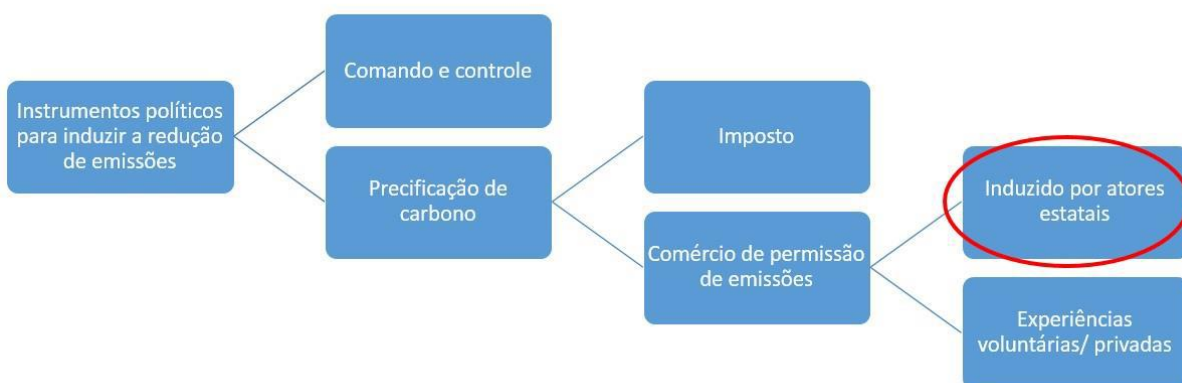 Instrumentos políticos
para induzir a redução
de emissões
Comando e controle
Precificação de
carbono
Imposto
Comércio de permissão
de emissões
Induzido por atores
estatais
Experiências
voluntárias/ privadas